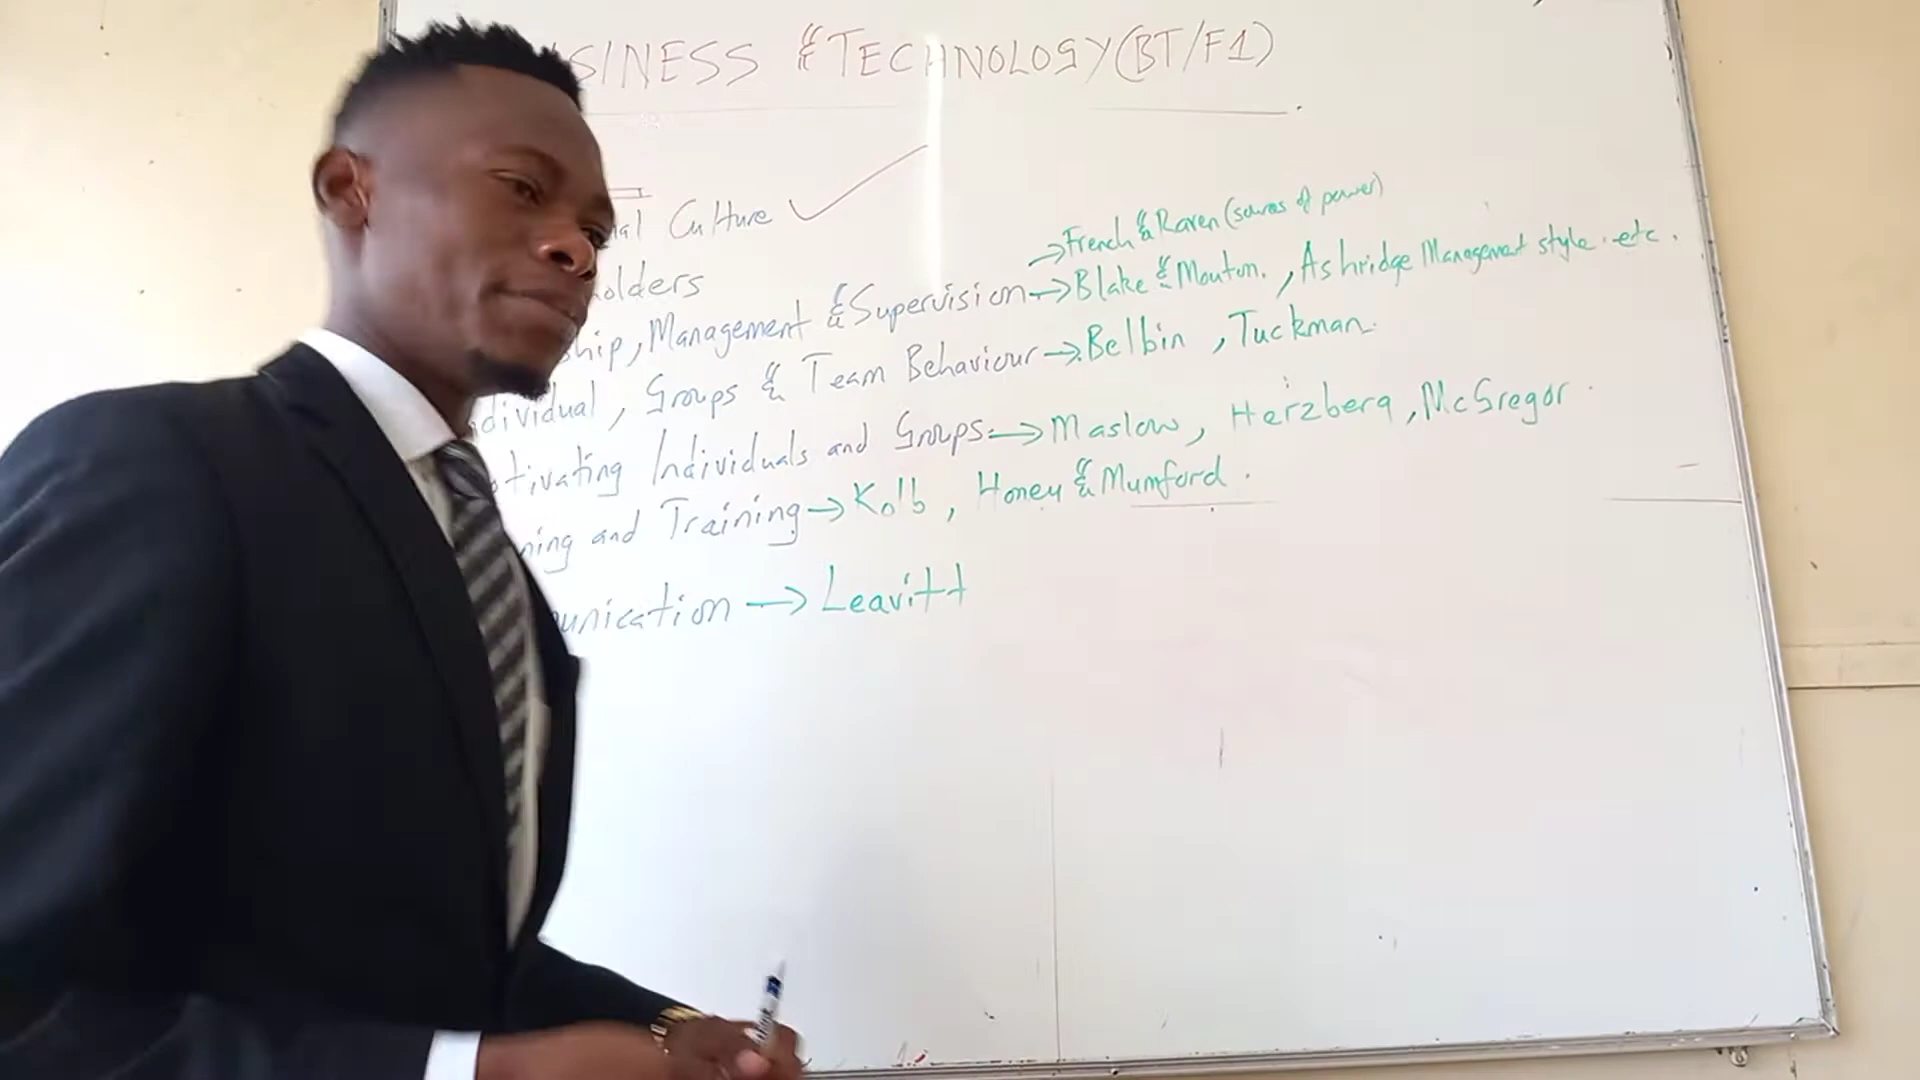 SINESS & TECHNOLOGY (BT/F1)
al Culture
holders
→ French & Raven (sources of power)
ship, Management & Supervision → Blake & Mouton. , Ashridge Management style. etc.
dividual, Groups & Team Behaviour → Belbin , Tuckman.
tivating Individuals and Groups → Maslow, Herzberg, McGregor.
ning and Training → Kolb , Honey & Mumford.
unication → Leavitt